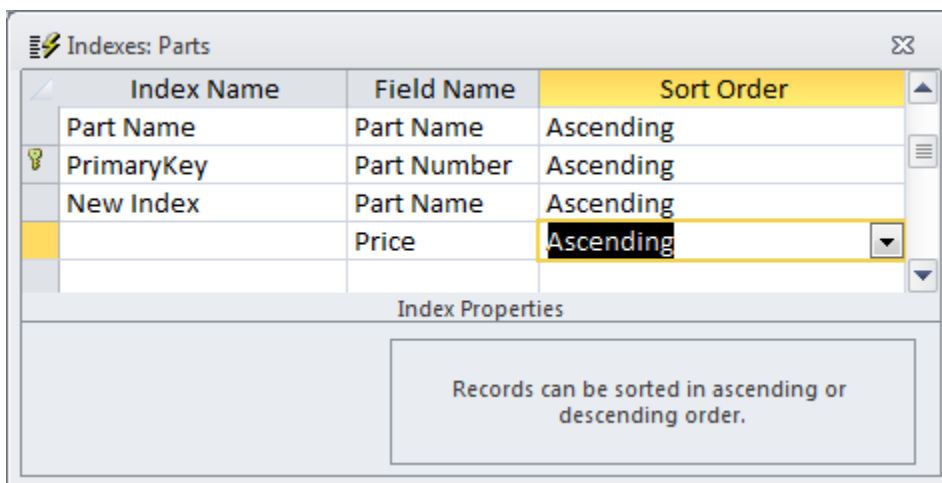 Indexes: Parts
Index Name Field Name Sort Order
Part Name Part Name Ascending
PrimaryKey Part Number Ascending
New Index Part Name Ascending
Price Ascending
Index Properties
Records can be sorted in ascending or
descending order.